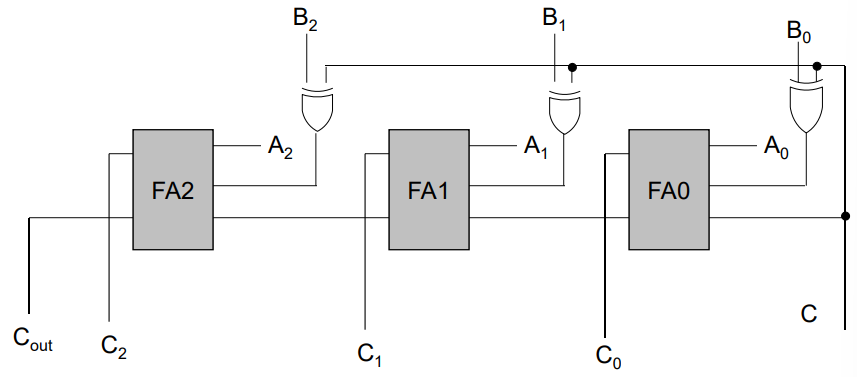 B₂ B₁ B₀
A₂ A₁ A₀
FA2 FA1 FA0
C
Cout C₂ C₁ C₀